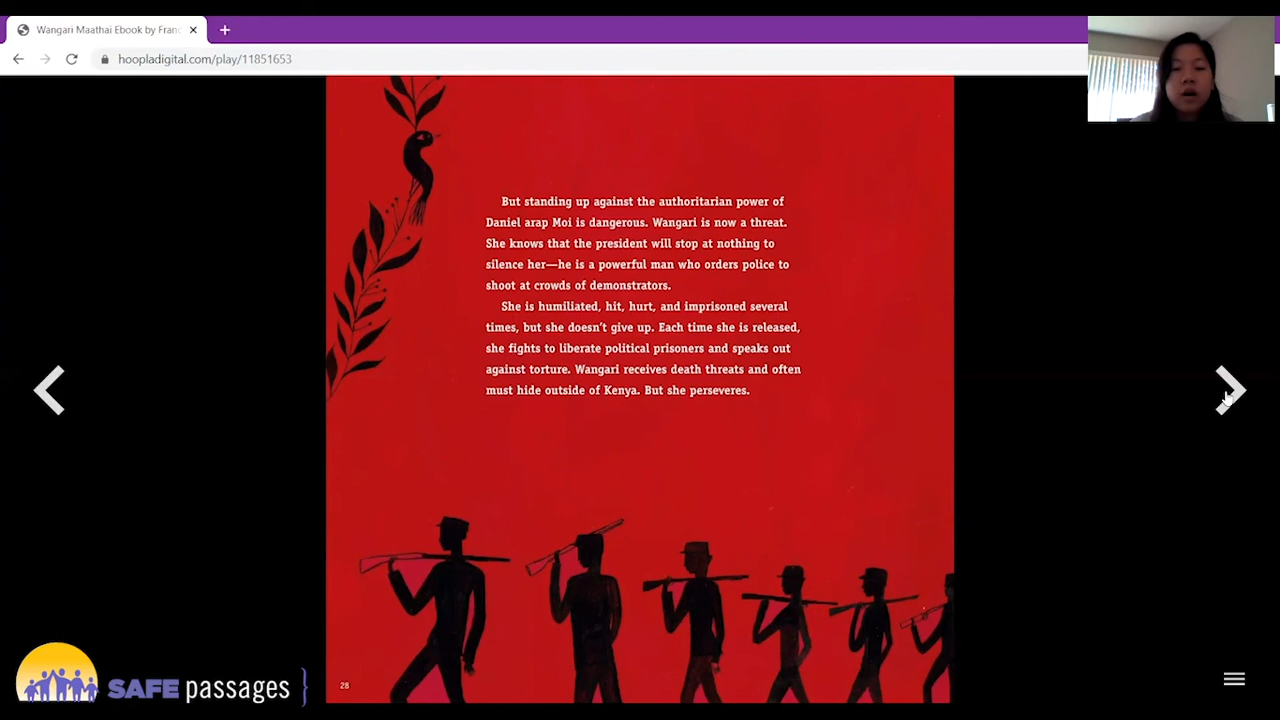 Wangari Maathai Ebook by Franc
hoopladigital.com/play/11851653
But standing up against the authoritarian power of
Daniel arap Moi is dangerous. Wangari is now a threat.
She knows that the president will stop at nothing to
silence her—he is a powerful man who orders police to
shoot at crowds of demonstrators.
She is humiliated, hit, hurt, and imprisoned several
times, but she doesn't give up. Each time she is released,
she fights to liberate political prisoners and speaks out
against torture. Wangari receives death threats and often
must hide outside of Kenya. But she perseveres.
28
SAFE passages